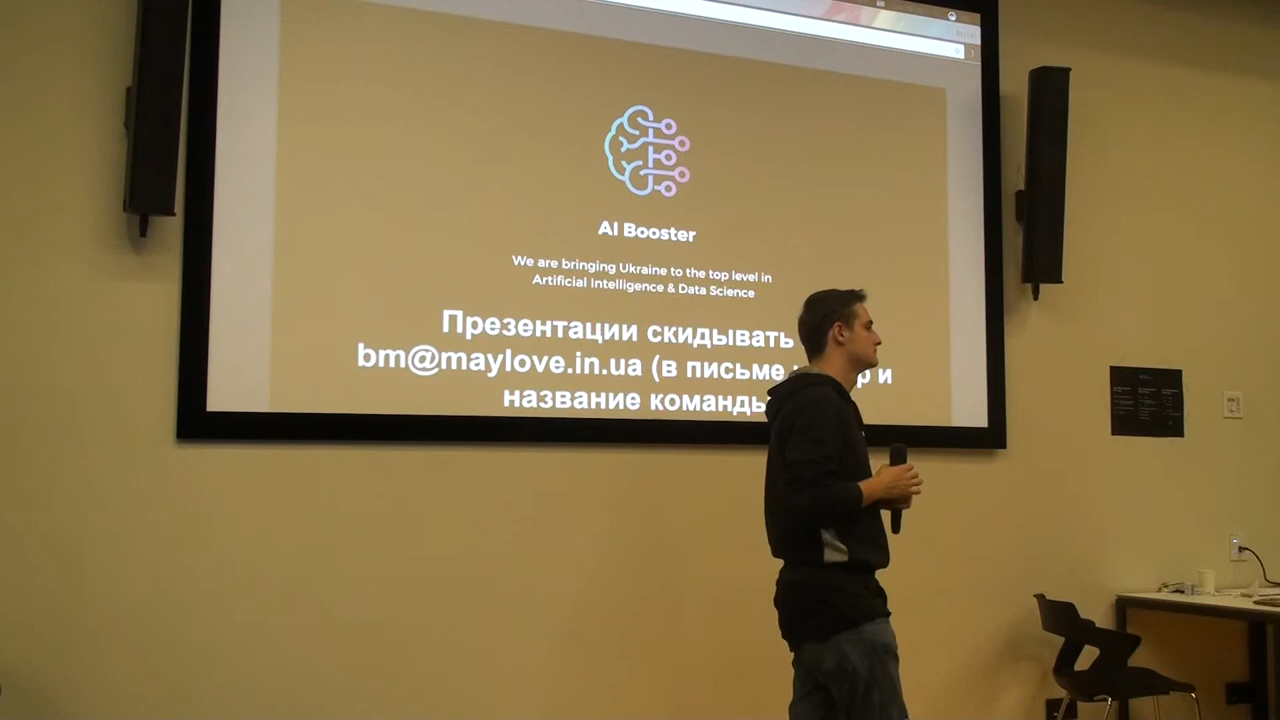 AI Booster
We are bringing Ukraine to the top level in
Artificial Intelligence & Data Science
Презентации скидывать
bm@maylove.in.ua (в письме и
название команды